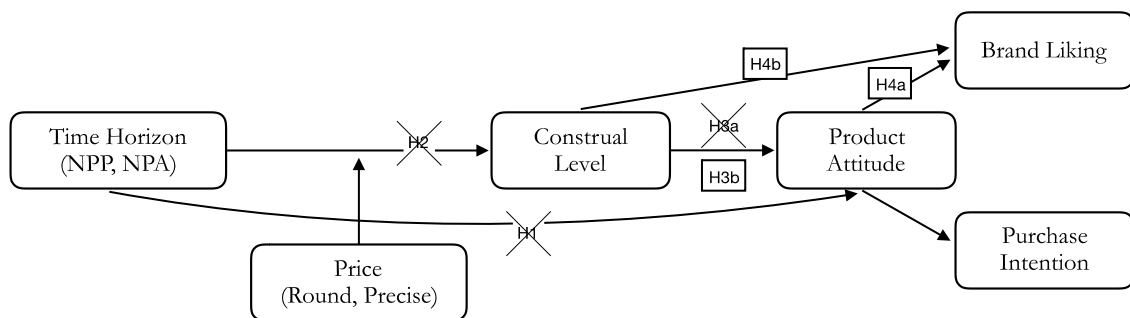 Brand Liking
H4b
H4a
Time Horizon
(NPP, NPA)
H2
Construal
Level
H3a
H3b
Product
Attitude
H1
Price
(Round, Precise)
Purchase
Intention